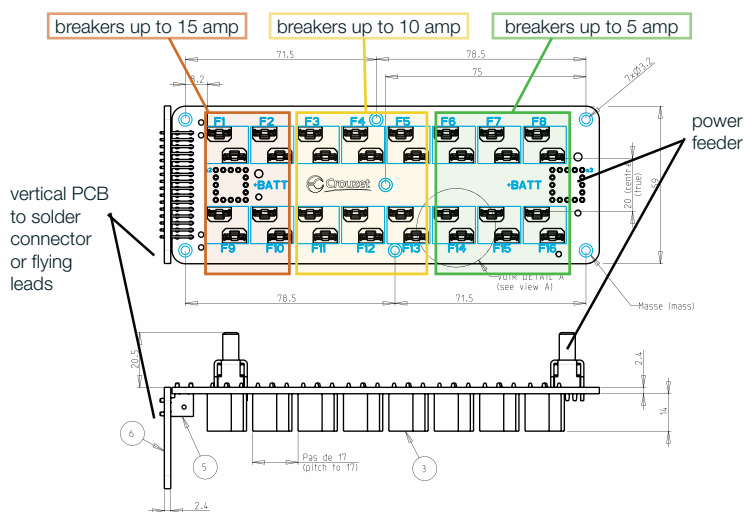 breakers up to 15 amp
breakers up to 10 amp
breakers up to 5 amp
71.5
78.5
8.2
75
7xØ3.2
F1 F2 F3 F4 F5 F6 F7 F8
power
feeder
+BATT
Crouzet
+BATT
20 (centre)
(true)
59
vertical PCB
to solder
connector
or flying
leads
F9 F10 F11 F12 F13 F14 F15 F16
VOIR DETAIL A
(see view A)
Masse (mass)
78.5
71.5
20.5
2.4
14
6
5
Pas de 17
(pitch to 17)
3
2.4